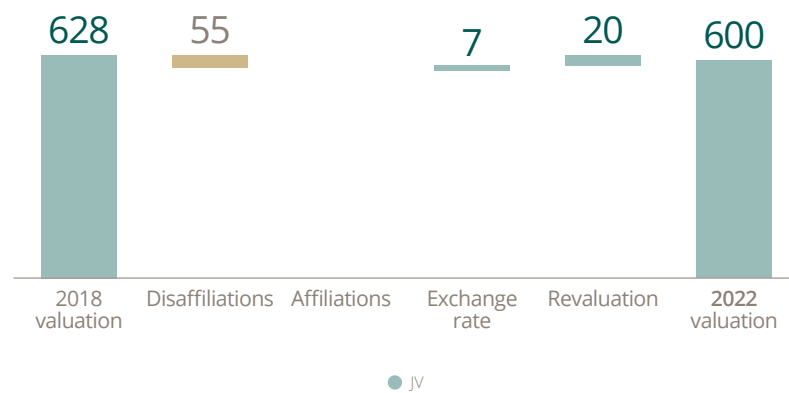 628
55
7
20
600
2018
valuation
Disaffiliations
Affiliations
Exchange
rate
Revaluation
2022
valuation
JV